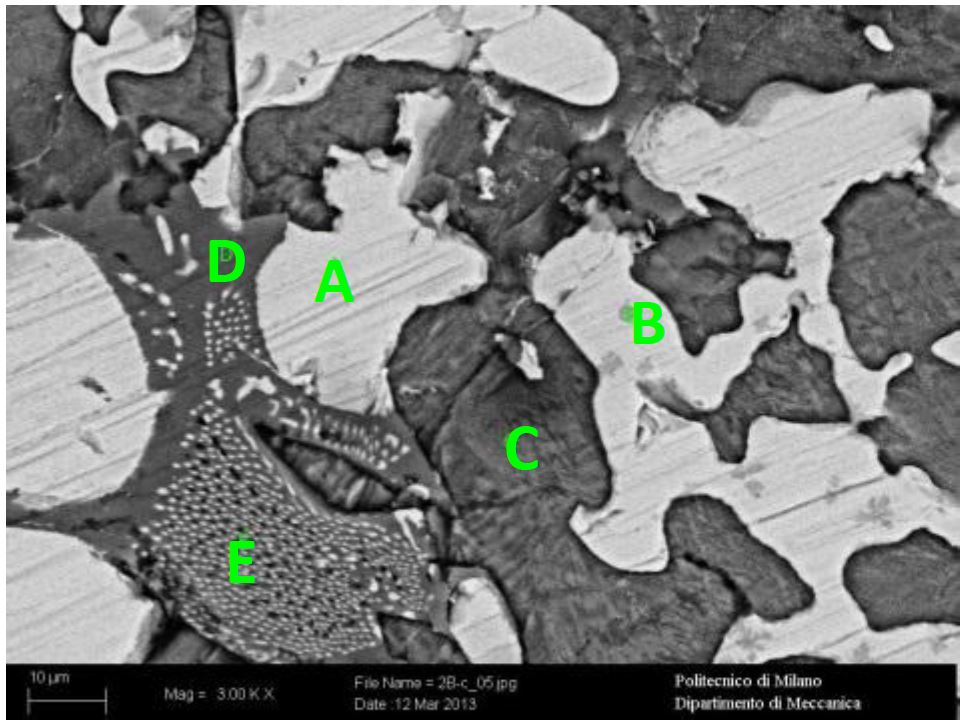 D
D
A
B
C
E
10 µm
Mag = 3.00 K X
File Name = 2B-c_05.jpg
Date :12 Mar 2013
Politecnico di Milano
Dipartimento di Meccanica